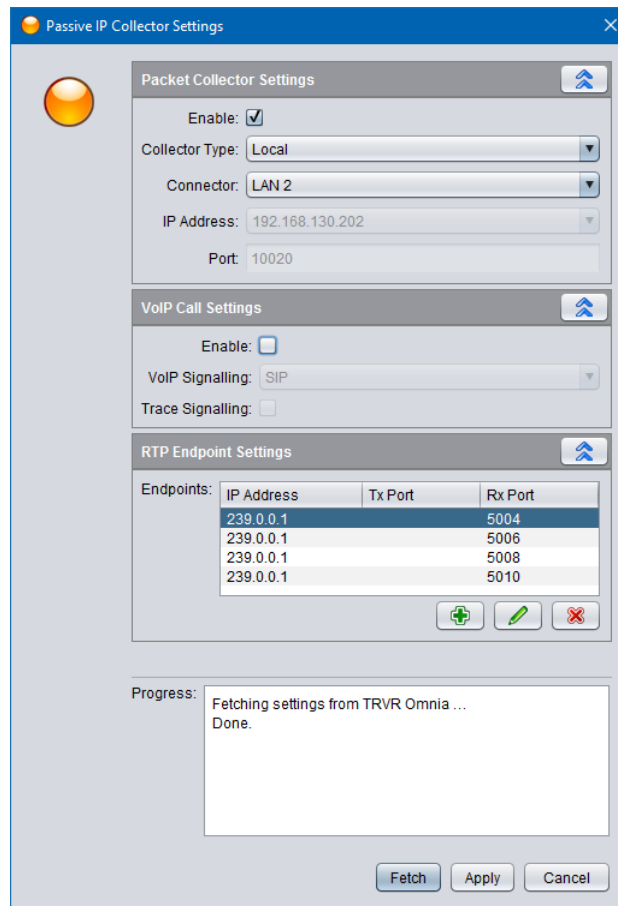 Passive IP Collector Settings
Packet Collector Settings
Enable:
Collector Type: Local
Connector: LAN 2
IP Address: 192.168.130.202
Port: 10020
VoIP Call Settings
Enable:
VoIP Signalling: SIP
Trace Signalling:
RTP Endpoint Settings
Endpoints: IP Address Tx Port Rx Port
239.0.0.1 5004
239.0.0.1 5006
239.0.0.1 5008
239.0.0.1 5010
Progress: Fetching settings from TRVR Omnia ...
Done.
Fetch Apply Cancel